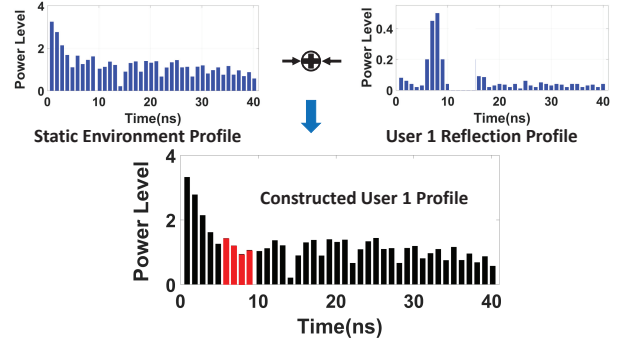 Power Level
4
2
0
0 10 20 30 40
Time(ns)
Static Environment Profile
Power Level
0.4
0.2
0
0 10 20 30 40
Time(ns)
User 1 Reflection Profile
Power Level
4
2
0
Constructed User 1 Profile
0 10 20 30 40
Time(ns)